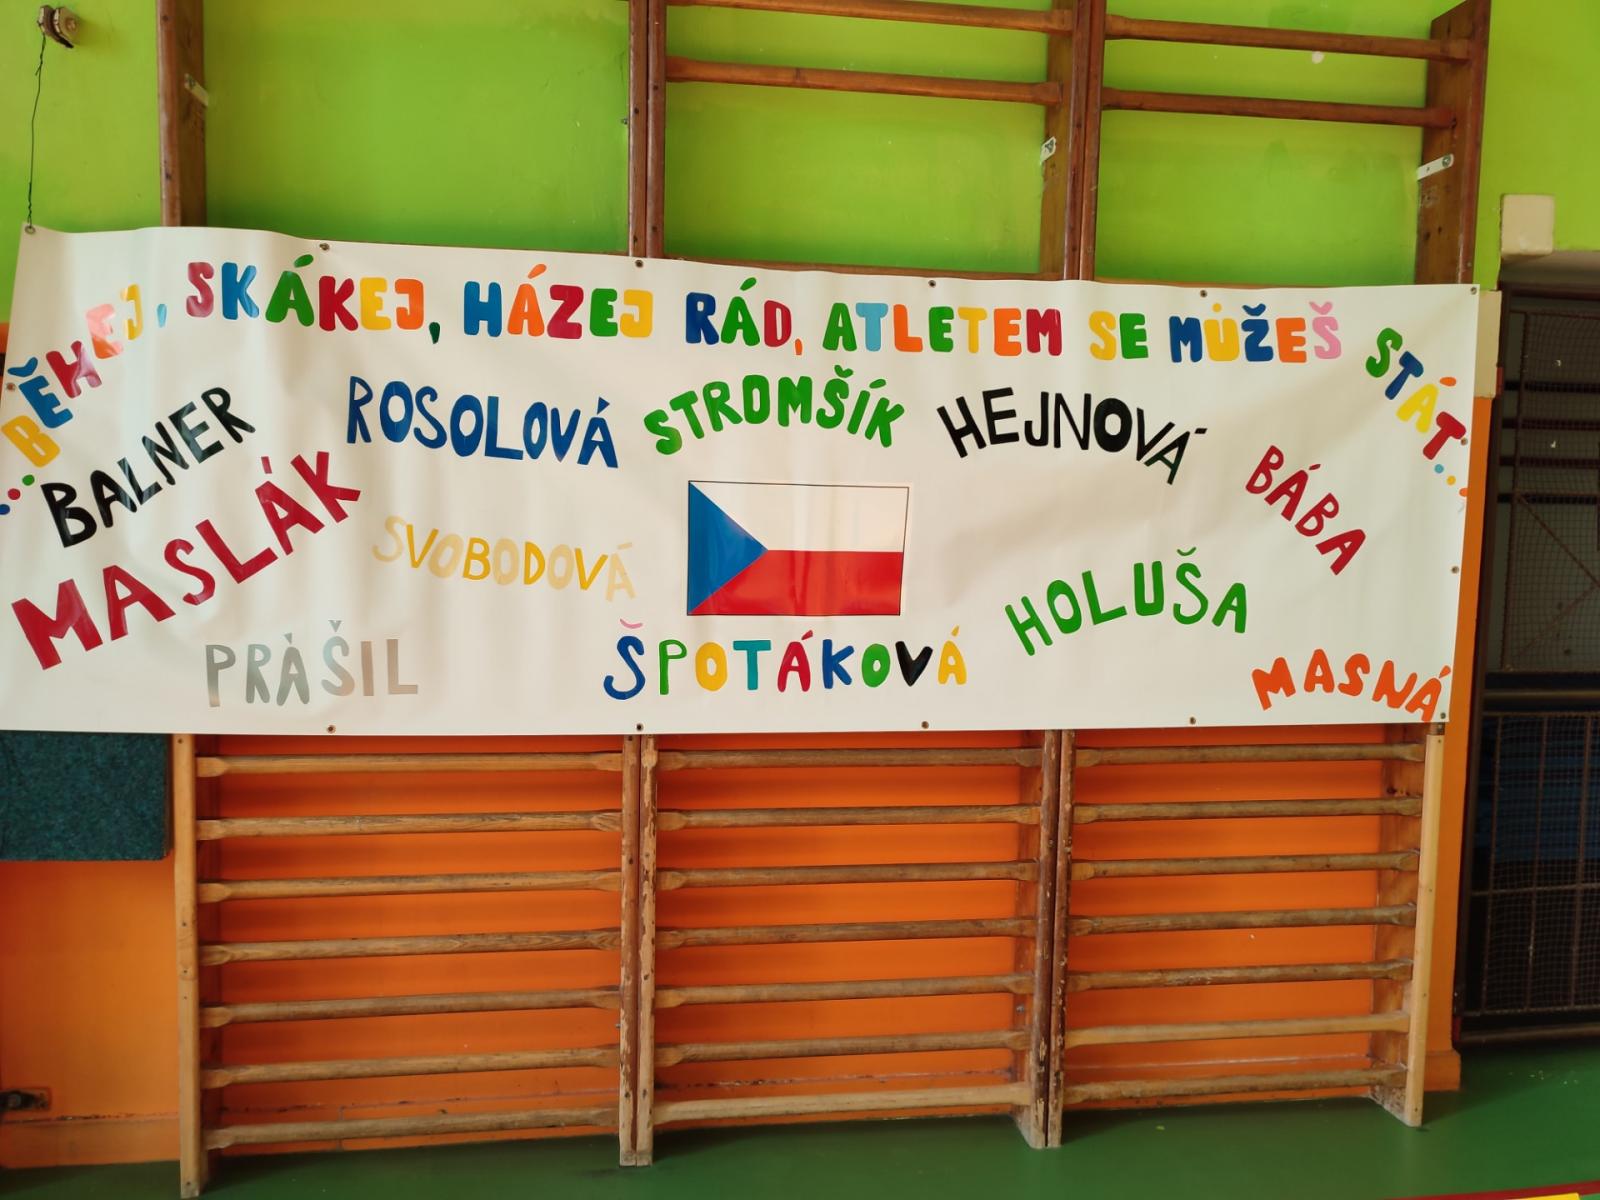 ...BĚHEJ, SKÁKEJ, HÁZEJ RÁD, ATLETEM SE MŮŽEŠ STÁT...
BALNER
ROSOLOVÁ
STROMŠÍK
HEJNOVÁ
BÁBA
MASLÁK
SVOBODOVÁ
HOLUŠA
PRÁŠIL
ŠPOTÁKOVÁ
MASNÁ